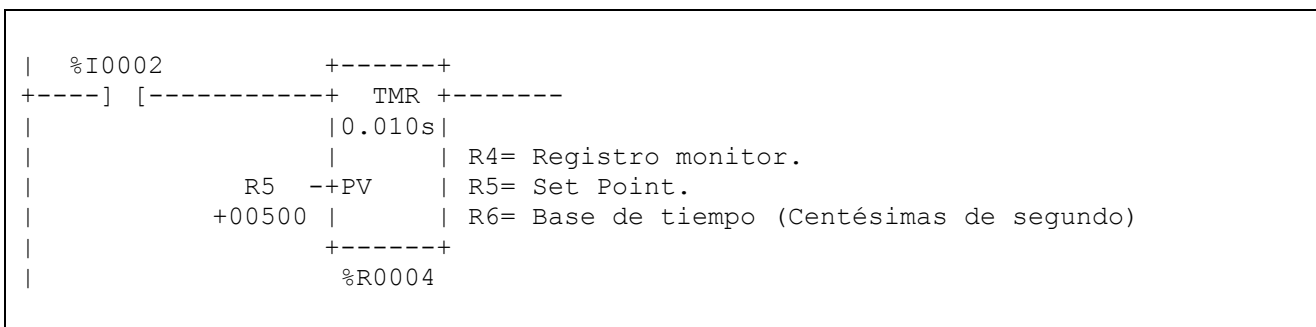 |   %I0002            +------+
+----] [-----------+  TMR +-------
|                   |0.010s|
|                   |      | R4= Registro monitor.
|             R5  -+PV    | R5= Set Point.
|           +00500 |      | R6= Base de tiempo (Centésimas de segundo)
|                   +------+
|                    %R0004